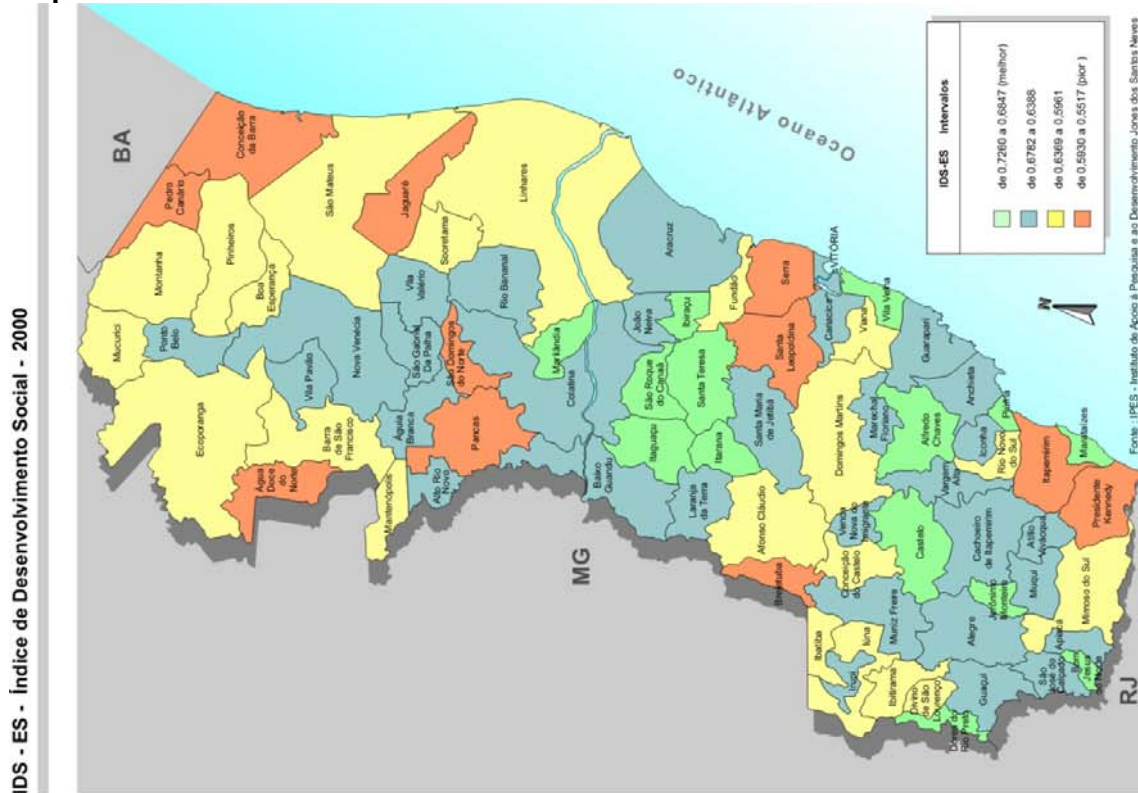 IDS - ES - Índice de Desenvolvimento Social - 2000
BA
Conceição
da Barra
Pedro
Canário
Montanha
Mucurici
Ponto
Belo
Pinheiros
Boa
Esperança
São Mateus
Jaguaré
Ecoporanga
Vila Pavão
Nova Venécia
Água
Doce
do
Norte
Barra
de São
Francisco
Vila
Valério
Sooretama
Linhares
São Gabriel
Da Palha
Águia
Branca
São Domingos
do Norte
Rio Bananal
Mantenópolis
Alto Rio
Novo
Pancas
Marilândia
Colatina
Aracruz
Oceano Atlântico
MG
Baixo
Guandu
João
Neiva
Ibiraçu
Fundão
São Roque
do Canaã
Santa Teresa
Itaguaçu
Itarana
Laranja
da Terra
Santa Maria
de Jetibá
Santa
Leopoldina
Serra
VITÓRIA
Cariacica
Viana
Vila Velha
Afonso Cláudio
Domingos Martins
Brejetuba
Venda
Nova do
Imigrante
Conceição
do Castelo
Marechal
Floriano
Guarapari
Alfredo
Chaves
Anchieta
Ibatiba
Iúna
Irupi
Muniz Freire
Castelo
Vargem
Alta
Iconha
Piúma
Rio Novo
do Sul
Ibitirama
Divino
de São
Lourenço
Dores do
Rio Preto
Alegre
Cachoeiro
de Itapemirim
Jerônimo
Monteiro
Itapemirim
Marataízes
Guaçuí
Muqui
Atílio
Vivácqua
Presidente
Kennedy
São
José do
Calçado
Apiacá
Bom
Jesus
do Norte
Mimoso do Sul
RJ
N
IDS-ES Intervalos
de 0,7260 a 0,6847 (melhor)
de 0,6782 a 0,6388
de 0,6369 a 0,5961
de 0,5930 a 0,5517 (pior )
Fonte : IPES - Instituto de Apoio à Pesquisa e ao Desenvolvimento Jones dos Santos Neves